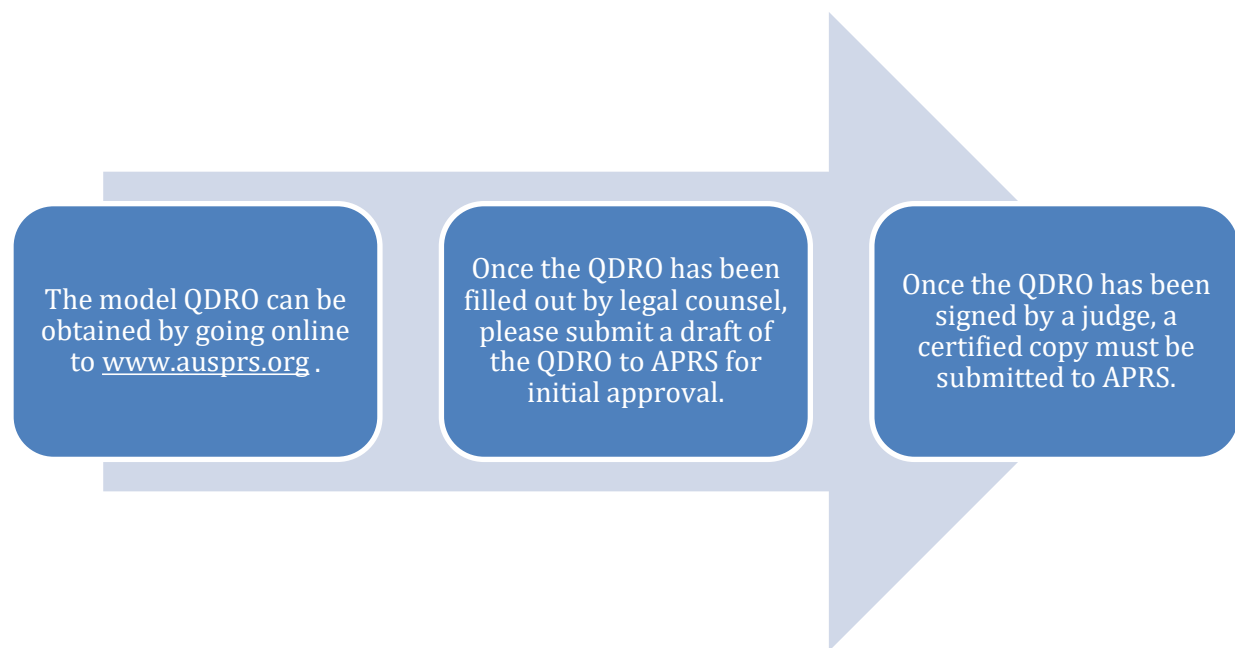 The model QDRO can be
obtained by going online
to www.ausprs.org .
Once the QDRO has been
filled out by legal counsel,
please submit a draft of
the QDRO to APRS for
initial approval.
Once the QDRO has been
signed by a judge, a
certified copy must be
submitted to APRS.